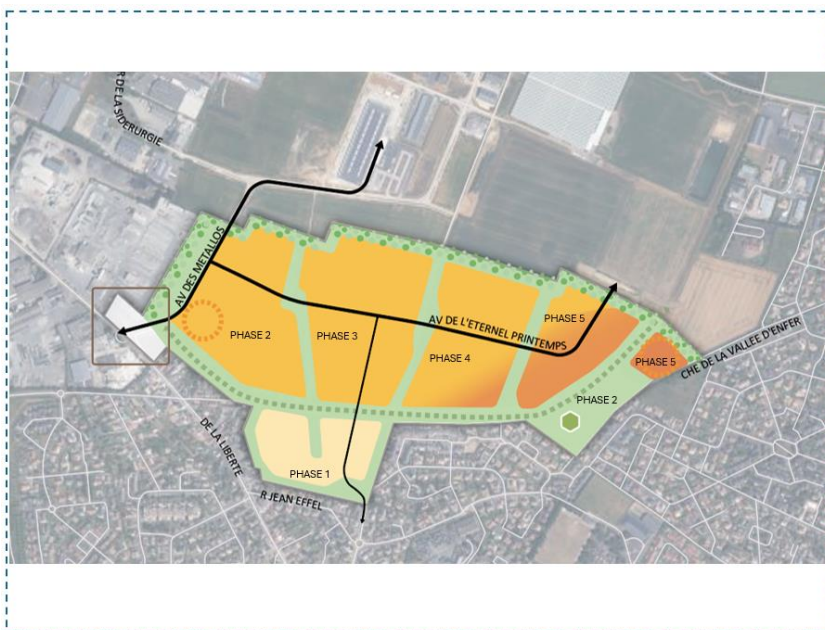 R DE LA SIDERURGIE
AV DES METALLOS
PHASE 5
AV DE L'ETERNEL PRINTEMPS
PHASE 2
PHASE 3
PHASE 4
PHASE 5
CHE DE LA VALLEE D'ENFER
PHASE 2
DE LA LIBERTE
PHASE 1
R JEAN EFFEL